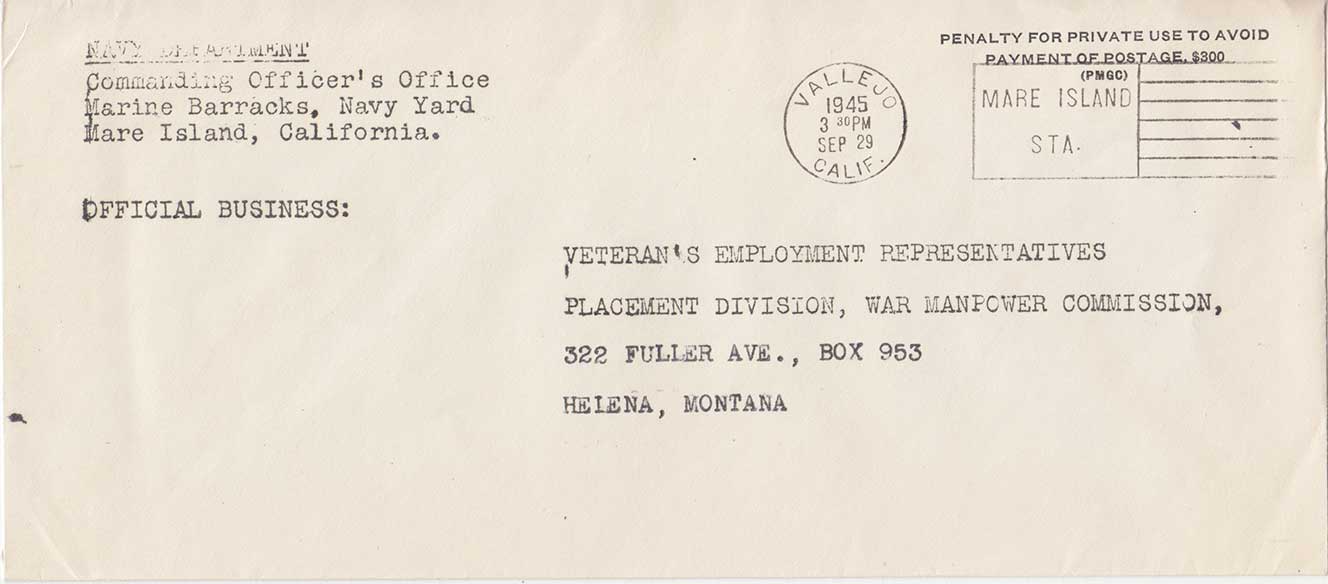 NAVY DEPARTMENT
Commanding Officer's Office
Marine Barracks, Navy Yard
Mare Island, California.
OFFICIAL BUSINESS:
VALLEJO
1945
3 30PM
SEP 29
CALIF.
PENALTY FOR PRIVATE USE TO AVOID
PAYMENT OF POSTAGE, $300
(PMGC)
MARE ISLAND
STA.
VETERAN'S EMPLOYMENT REPRESENTATIVES
PLACEMENT DIVISION, WAR MANPOWER COMMISSION,
322 FULLER AVE., BOX 953
HELENA, MONTANA